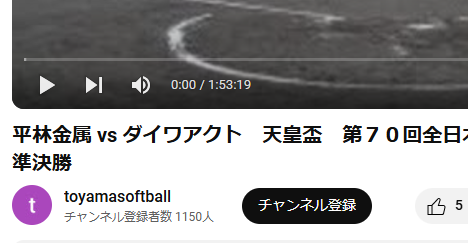 0:00 / 1:53:19
平林金属 vs ダイワアクト　天皇盃　第７０回全日
準決勝
t
toyamasoftball
チャンネル登録者数 1150人
チャンネル登録
5